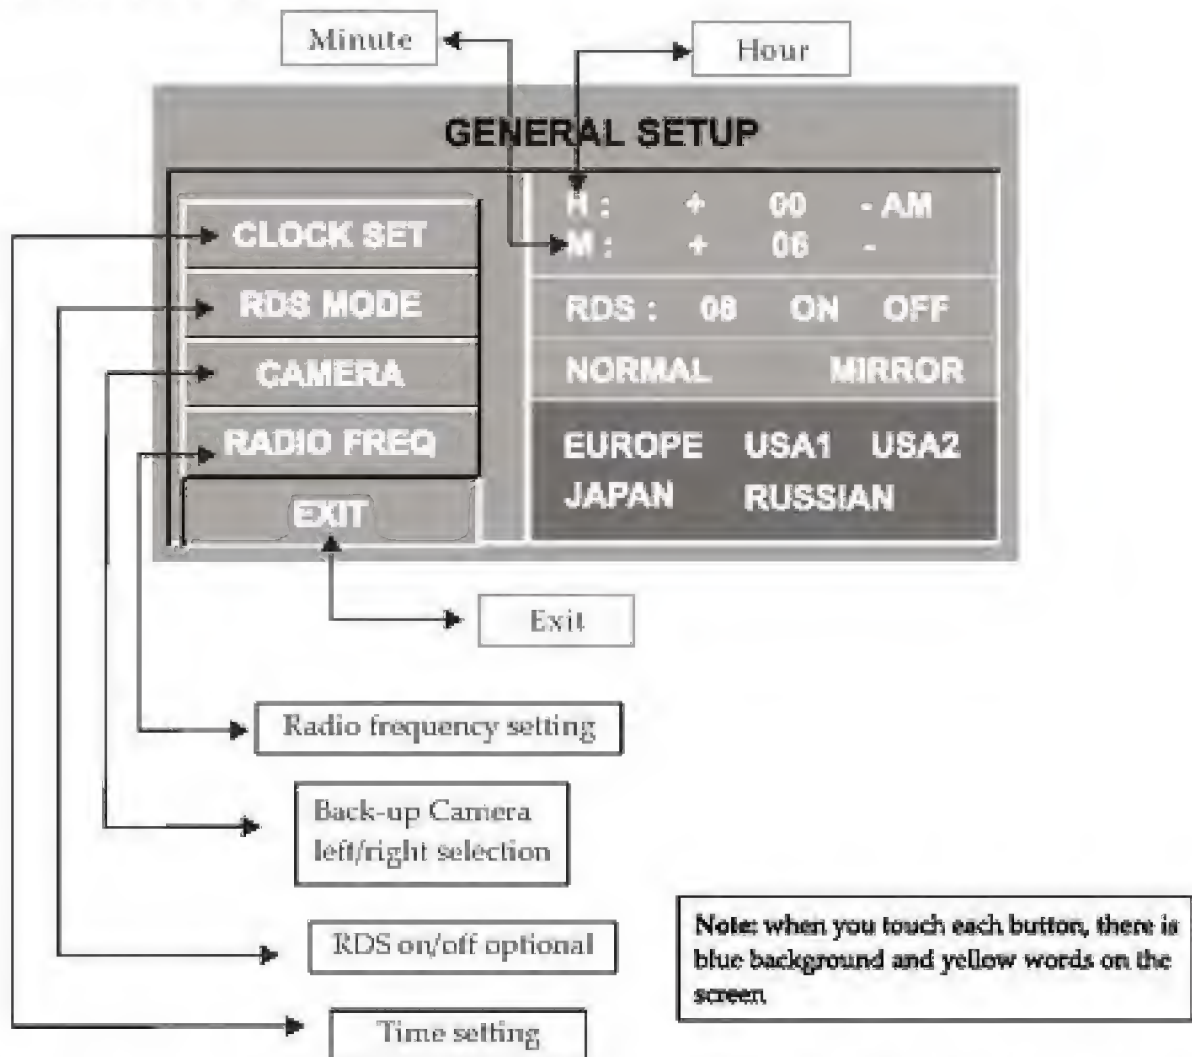 Minute
Hour
GENERAL SETUP
CLOCK SET
RDS MODE
CAMERA
RADIO FREQ
EXIT
H : + 00 - AM
M : + 06 -
RDS : 08 ON OFF
NORMAL MIRROR
EUROPE USA1 USA2
JAPAN RUSSIAN
Exit
Radio frequency setting
Back-up Camera
left/right selection
RDS on/off optional
Time setting
Note: when you touch each button, there is
blue background and yellow words on the
screen